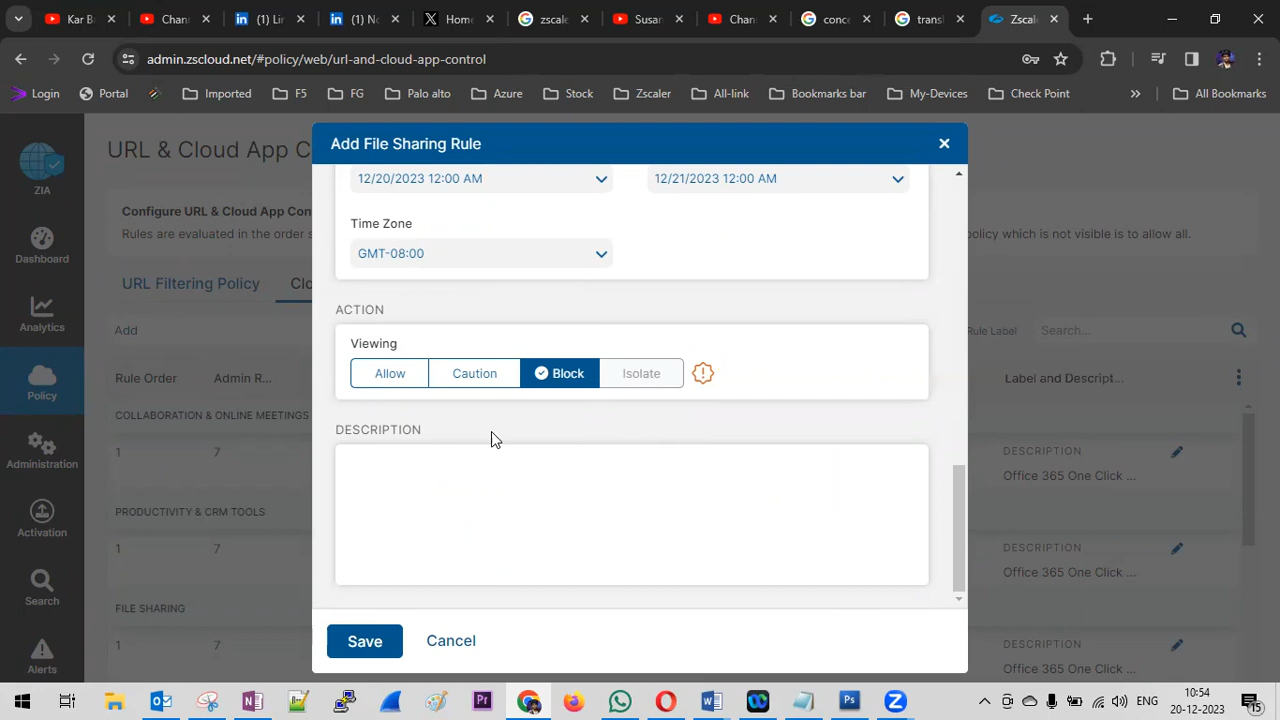 Kar Ba
Chan
(1) Lin
(1) No
Home
zscale
Susan
Chan
conce
transl
Zscale
admin.zscloud.net/#policy/web/url-and-cloud-app-control
Login
Portal
Imported
F5
FG
Palo alto
Azure
Stock
Zscaler
All-link
Bookmarks bar
My-Devices
Check Point
All Bookmarks
ZIA
Dashboard
Analytics
Policy
Administration
Activation
Search
Alerts
URL & Cloud App C
Configure URL & Cloud App Con
Rules are evaluated in the order s
policy which is not visible is to allow all.
URL Filtering Policy
Clo
Add
Rule Label
Search...
Rule Order
Admin R...
Label and Descript...
COLLABORATION & ONLINE MEETINGS
1
7
DESCRIPTION
Office 365 One Click ...
PRODUCTIVITY & CRM TOOLS
1
7
DESCRIPTION
Office 365 One Click ...
FILE SHARING
1
7
DESCRIPTION
Office 365 One Click ...
Add File Sharing Rule
12/20/2023 12:00 AM
12/21/2023 12:00 AM
Time Zone
GMT-08:00
ACTION
Viewing
Allow
Caution
Block
Isolate
DESCRIPTION
Save
Cancel
ENG
10:54
20-12-2023
15